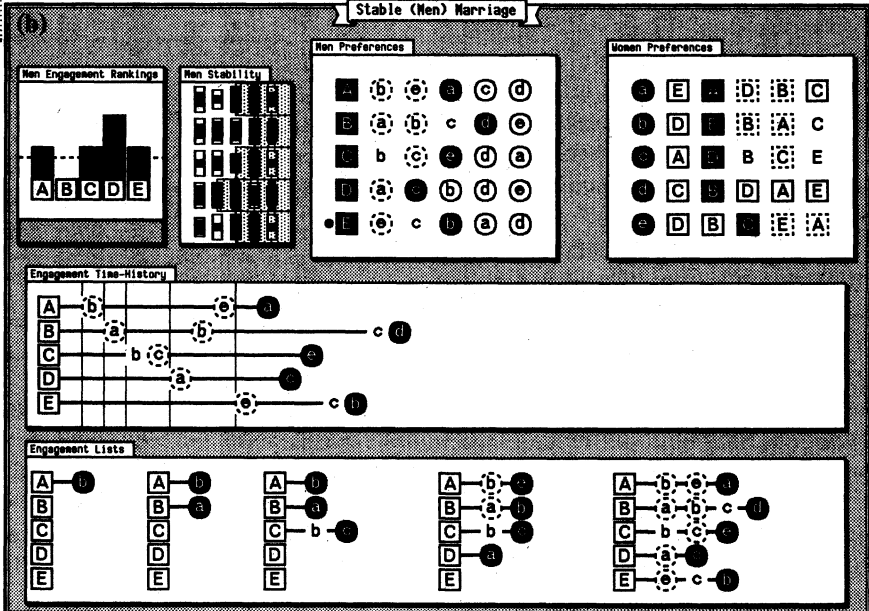 Stable (Men) Marriage
(b)
Men Engagement Rankings
A B C D E
Men Stability
Men Preferences
A b e a c d
B a b c d e
C b c e d a
D a c b d e
E e c b a d
Women Preferences
a E A D B C
b D E B A C
c A D B C E
d C B D A E
e D B C E A
Engagement Time-History
A b e a
B a b c d
C b c e
D a c
E e c b
Engagement Lists
A b
B
C
D
E
A b
B a
C
D
E
A b
B a
C b c
D
E
A b e
B a b
C b c
D a
E
A b e a
B a b c d
C b c e
D a c
E e c b